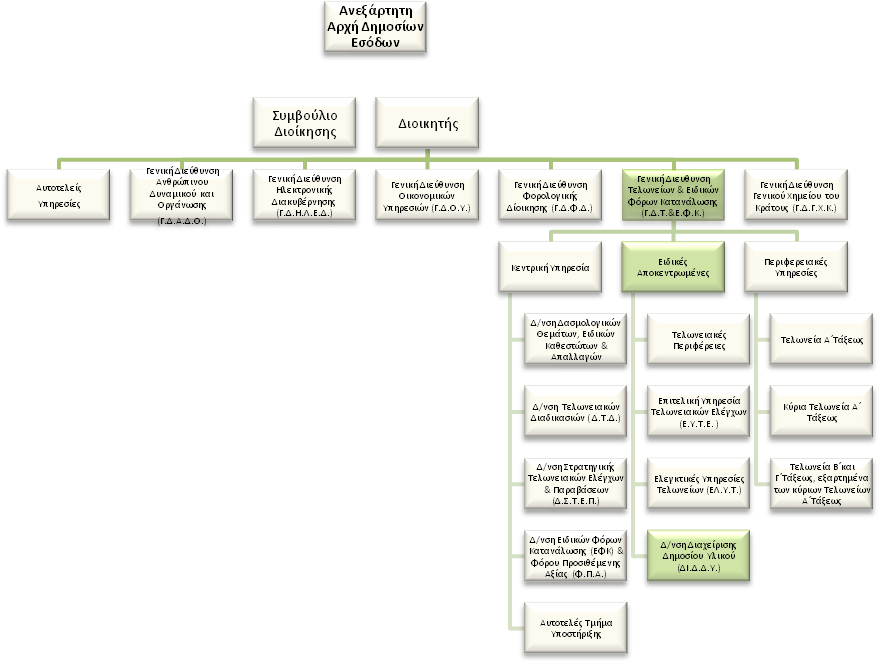 Ανεξάρτητη
Αρχή Δημοσίων
Εσόδων
Συμβούλιο
Διοίκησης
Διοικητής
Αυτοτελείς
Υπηρεσίες
Γενική Διεύθυνση
Ανθρώπινου
Δυναμικού και
Οργάνωσης
(Γ.Δ.Α.Δ.Ο.)
Γενική Διεύθυνση
Ηλεκτρονικής
Διακυβέρνησης
(Γ.Δ.ΗΛ.Ε.Δ.)
Γενική Διεύθυνση
Οικονομικών
Υπηρεσιών (Γ.Δ.Ο.Υ.)
Γενική Διεύθυνση
Φορολογικής
Δίοικησης (Γ.Δ.Φ.Δ.)
Γενική Διευθυνση
Τελωνείων & Ειδικών
Φόρων Κατανάλωσης
(Γ.Δ.Τ.&Ε.Φ.Κ.)
Γενική Διεύθυνση
Γενικού Χημείου του
Κράτους (Γ.Δ.Γ.Χ.Κ.)
Κεντρική Υπηρεσία
Ειδικές
Αποκεντρωμένες
Περιφερειακές
Υπηρεσίες
Δ/νση Δασμολογικών
Θεμάτων, Ειδικών
Καθεστώτων &
Απαλλαγών
Δ/νση Τελωνειακών
Διαδικασιών (Δ.Τ.Δ.)
Δ/νση Στρατηγικής
Τελωνειακών Ελέγχων
& Παραβάσεων
(Δ.Σ.Τ.Ε.Π.)
Δ/νση Ειδικών Φόρων
Κατανάλωσης (ΕΦΚ) &
Φόρου Προσιθέμενης
Αξίας (Φ.Π.Α.)
Αυτοτελές Τμήμα
Υποστήριξης
Τελωνειακές
Περιφέρειες
Επιτελική Υπηρεσία
Τελωνειακών Ελέγχων
(Ε.Υ.Τ.Ε. )
Ελεγκτικές Υπηρεσίες
Τελωνείων (ΕΛ.Υ.Τ.)
Δ/νση Διαχείρισης
Δημοσίου Υλικού
(ΔΙ.Δ.Δ.Υ.)
Τελωνεία Α΄Τάξεως
Κύρια Τελωνεία Α΄
Τάξεως
Τελωνεία Β΄και
Γ΄Τάξεως, εξαρτημένα
των κύριων Τελωνείων
Α΄Τάξεως